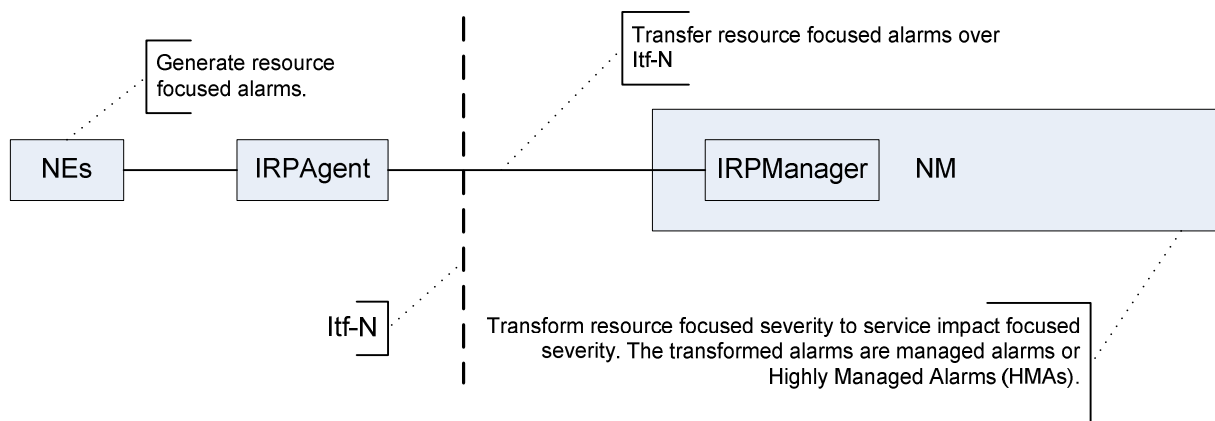 Generate resource
focused alarms.
Transfer resource focused alarms over
Itf-N
NEs
IRPAgent
IRPManager
NM
Itf-N
Transform resource focused severity to service impact focused
severity. The transformed alarms are managed alarms or
Highly Managed Alarms (HMAs).